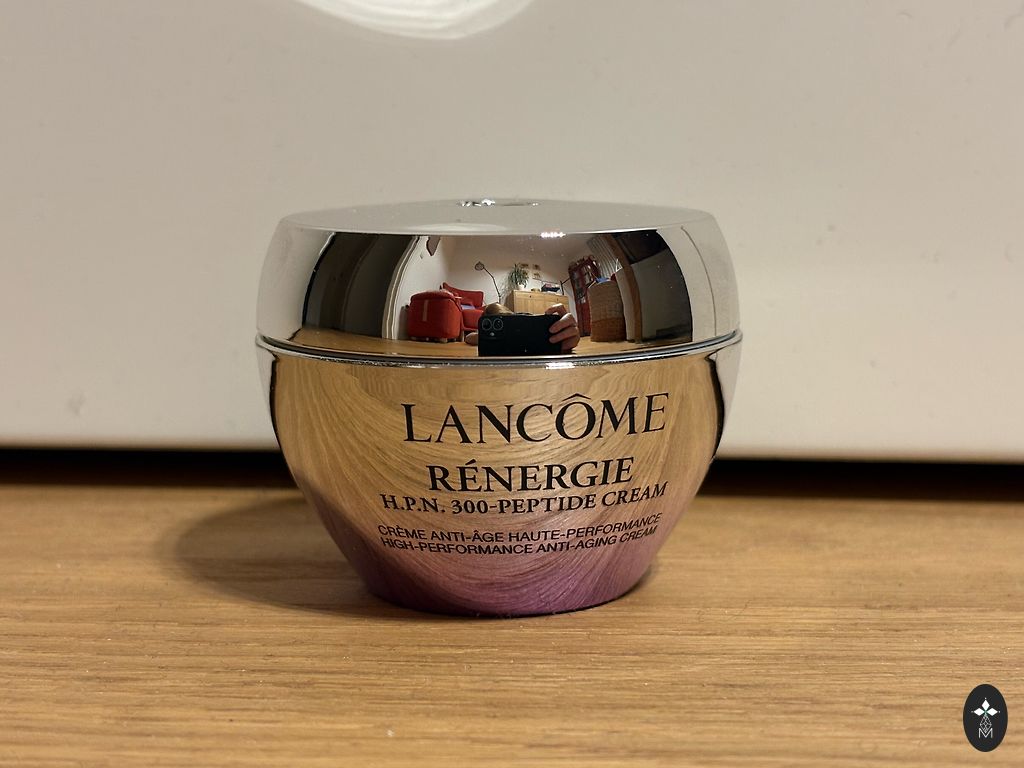 LANCÔME
RÉNERGIE
H.P.N. 300-PEPTIDE CREAM
CRÈME ANTI-ÂGE HAUTE-PERFORMANCE
HIGH-PERFORMANCE ANTI-AGING CREAM
M